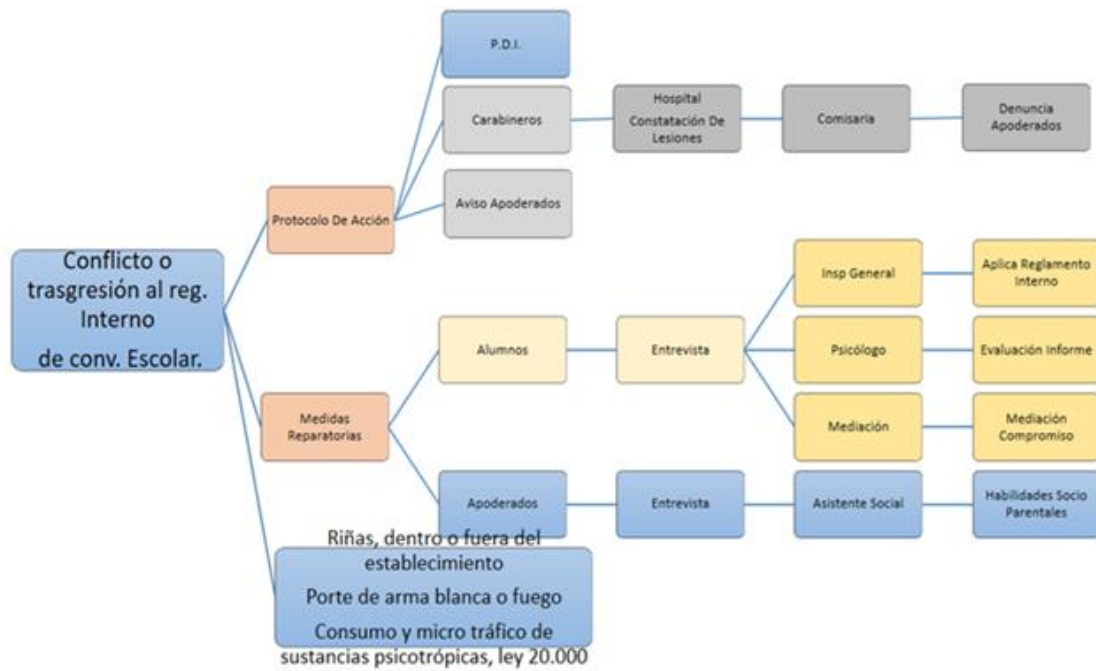 P.D.I.
Carabineros
Hospital
Constatación De
Lesiones
Comisaria
Denuncia
Apoderados
Aviso Apoderados
Protocolo De Acción
Conflicto o
trasgresión al reg.
Interno
de conv. Escolar.
Insp General
Aplica Reglamento
Interno
Alumnos
Entrevista
Psicólogo
Evaluación Informe
Medidas
Reparatorias
Mediación
Mediación
Compromiso
Apoderados
Entrevista
Asistente Social
Habilidades Socio
Parentales
Riñas, dentro o fuera del
establecimiento
Porte de arma blanca o fuego
Consumo y micro tráfico de
sustancias psicotrópicas, ley 20.000